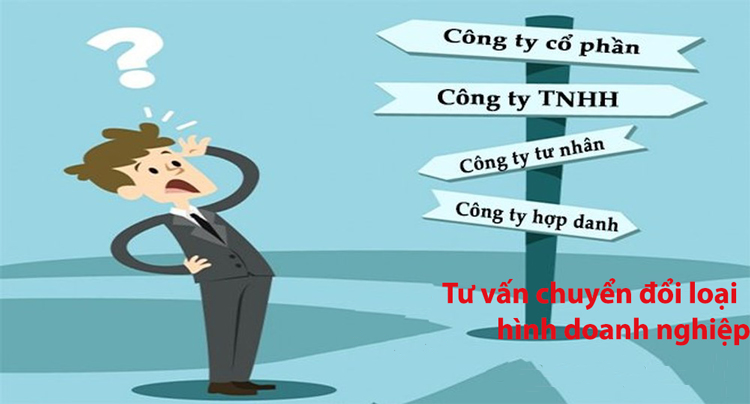 ?
Công ty cổ phần
Công ty TNHH
Công ty tư nhân
Công ty hợp danh
Tư vấn chuyển đổi loại
hình doanh nghiệp